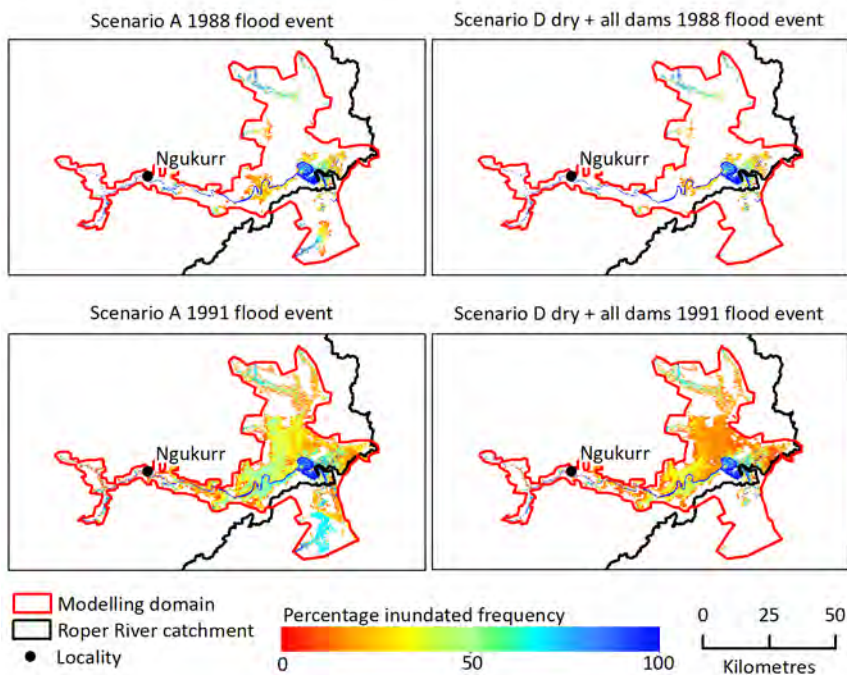 Scenario A 1988 flood event
Scenario D dry + all dams 1988 flood event
Ngukurr
Ngukurr
Scenario A 1991 flood event
Scenario D dry + all dams 1991 flood event
Ngukurr
Ngukurr
Modelling domain
Roper River catchment
Locality
Percentage inundated frequency
0 50 100
0 25 50
Kilometres